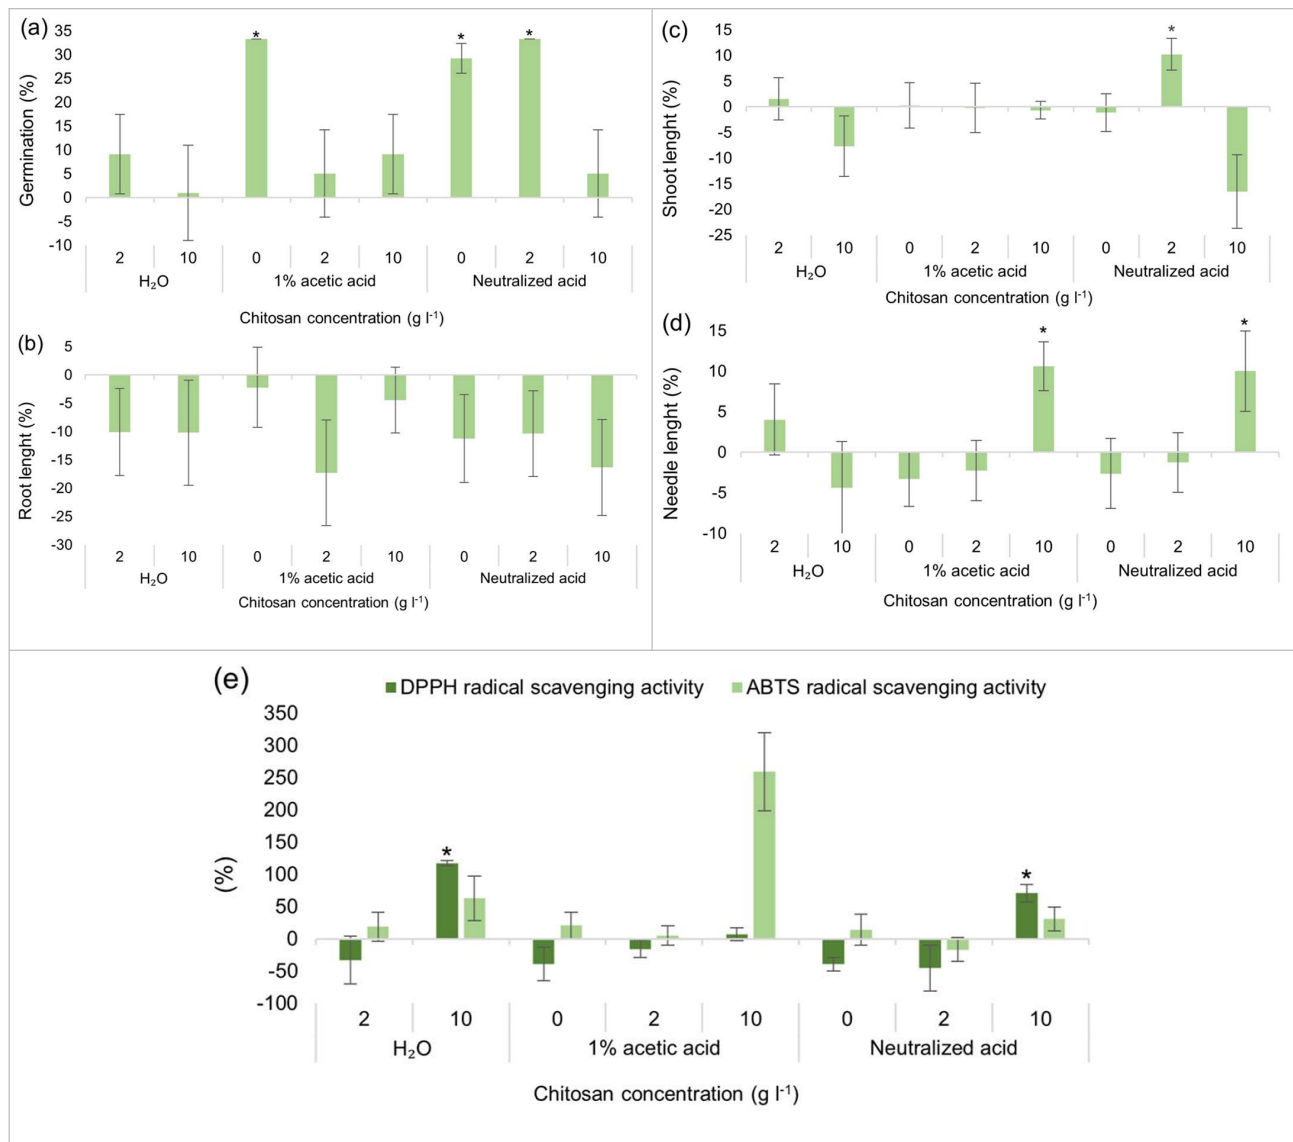 (a)
Germination (%)
35
30
25
20
15
10
5
0
-5
-10
* * *
2 10 0 2 10 0 2 10
H₂O 1% acetic acid Neutralized acid
Chitosan concentration (g l⁻¹)
(b)
Root lenght (%)
5
0
-5
-10
-15
-20
-25
-30
2 10 0 2 10 0 2 10
H₂O 1% acetic acid Neutralized acid
Chitosan concentration (g l⁻¹)
(c)
Shoot lenght (%)
15
10
5
0
-5
-10
-15
-20
-25
*
2 10 0 2 10 0 2 10
H₂O 1% acetic acid Neutralized acid
Chitosan concentration (g l⁻¹)
(d)
Needle lenght (%)
15
10
5
0
-5
-10
* *
2 10 0 2 10 0 2 10
H₂O 1% acetic acid Neutralized acid
Chitosan concentration (g l⁻¹)
(e)
DPPH radical scavenging activity ABTS radical scavenging activity
(%)
350
300
250
200
150
100
50
0
-50
-100
* *
2 10 0 2 10 0 2 10
H₂O 1% acetic acid Neutralized acid
Chitosan concentration (g l⁻¹)